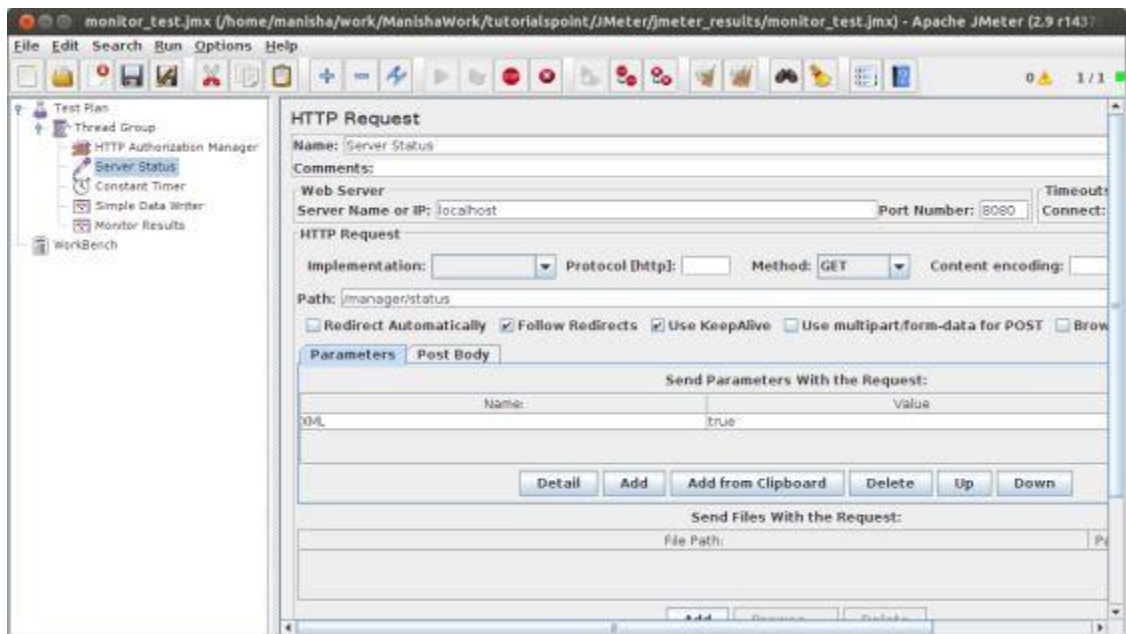 monitor_test.jmx (/home/manisha/work/ManishaWork/tutorialspoint/JMeter/jmeter_results/monitor_test.jmx) - Apache JMeter (2.9 r1437
File Edit Search Run Options Help
0 1 / 1
Test Plan
Thread Group
HTTP Authorization Manager
Server Status
Constant Timer
Simple Data Writer
Monitor Results
WorkBench
HTTP Request
Name: Server Status
Comments:
Web Server Timeouts
Server Name or IP: localhost Port Number: 8080 Connect:
HTTP Request
Implementation: Protocol [http]: Method: GET Content encoding:
Path: /manager/status
Redirect Automatically Follow Redirects Use KeepAlive Use multipart/form-data for POST Brow
Parameters Post Body
Send Parameters With the Request:
Name: Value
XML true
Detail Add Add from Clipboard Delete Up Down
Send Files With the Request:
File Path: Pa
Add